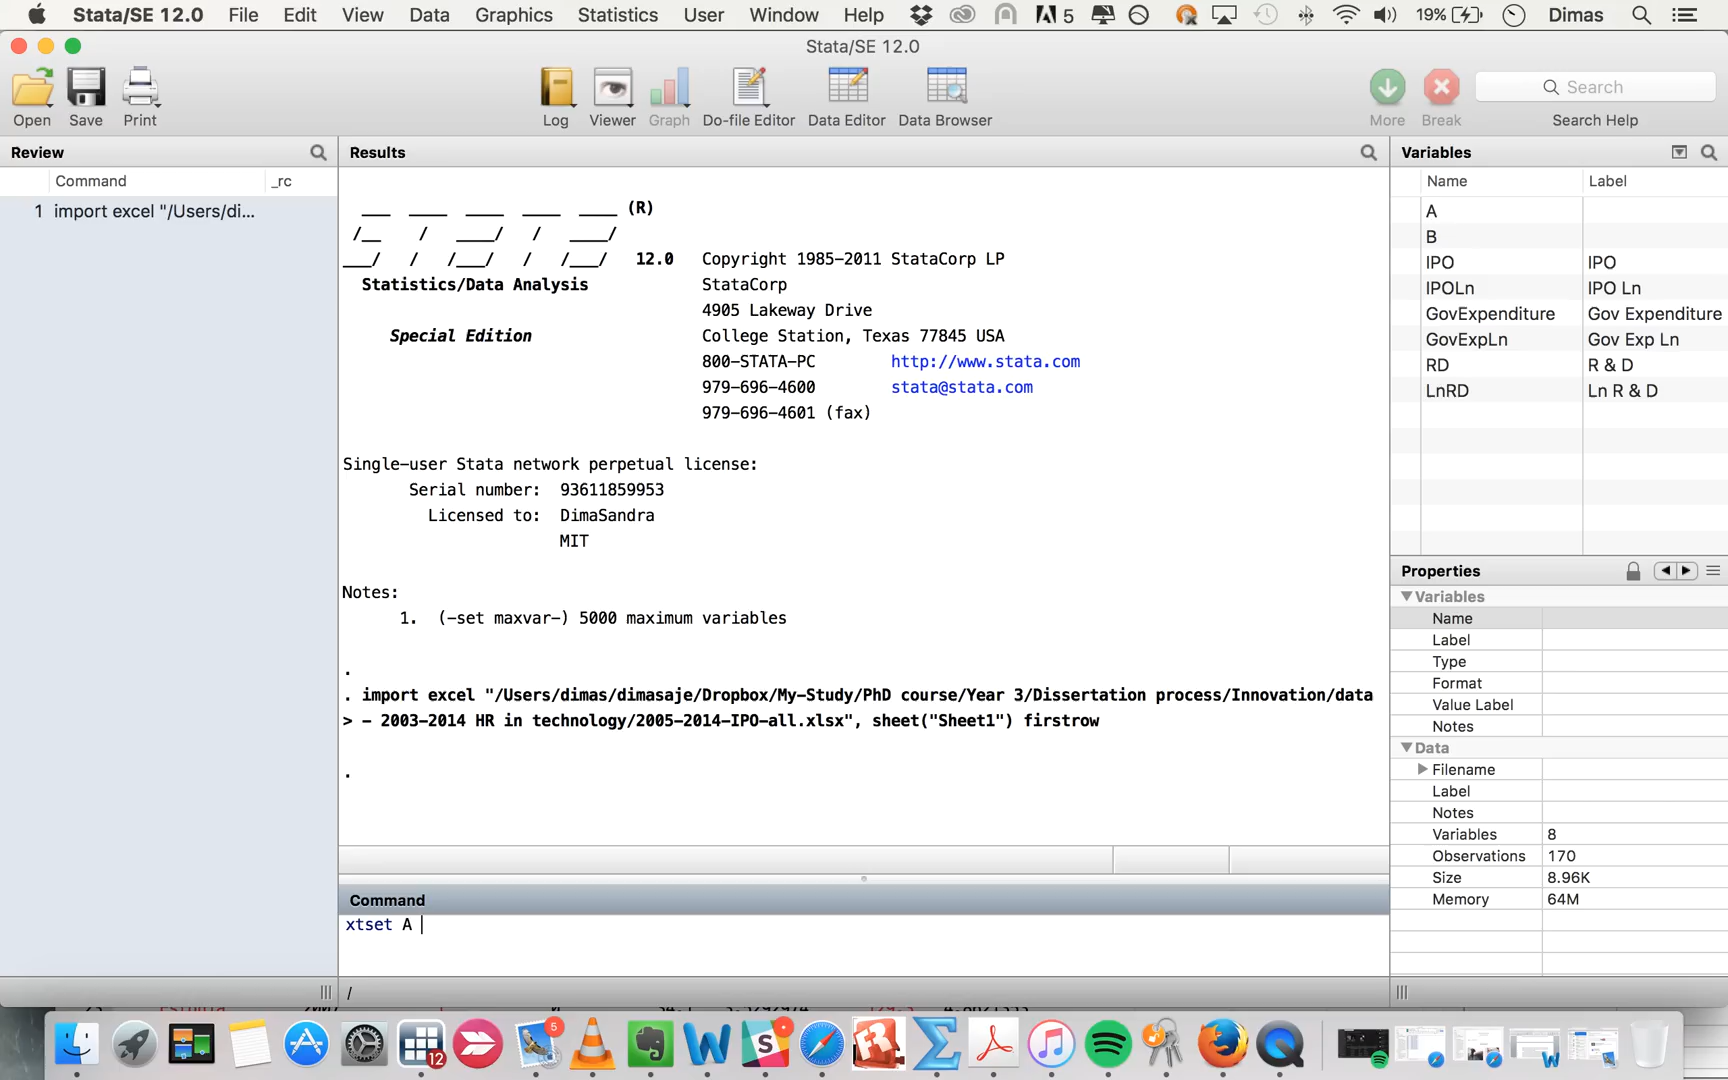 Stata/SE 12.0 File Edit View Data Graphics Statistics User Window Help 5 19% Dimas
Stata/SE 12.0
Open Save Print Log Viewer Graph Do-file Editor Data Editor Data Browser More Break Search
Search Help
Review
Command _rc
1 import excel "/Users/di...
Results
(R)
12.0 Copyright 1985-2011 StataCorp LP
Statistics/Data Analysis StataCorp
4905 Lakeway Drive
Special Edition College Station, Texas 77845 USA
800-STATA-PC http://www.stata.com
979-696-4600 stata@stata.com
979-696-4601 (fax)
Single-user Stata network perpetual license:
Serial number: 93611859953
Licensed to: DimaSandra
MIT
Notes:
1. (-set maxvar-) 5000 maximum variables
.
. import excel "/Users/dimas/dimasaje/Dropbox/My-Study/PhD course/Year 3/Dissertation process/Innovation/data
> - 2003-2014 HR in technology/2005-2014-IPO-all.xlsx", sheet("Sheet1") firstrow
.
Command
xtset A
/
Variables
Name Label
A
B
IPO IPO
IPOLn IPO Ln
GovExpenditure Gov Expenditure
GovExpLn Gov Exp Ln
RD R & D
LnRD Ln R & D
Properties
Variables
Name
Label
Type
Format
Value Label
Notes
Data
Filename
Label
Notes
Variables 8
Observations 170
Size 8.96K
Memory 64M
12
5